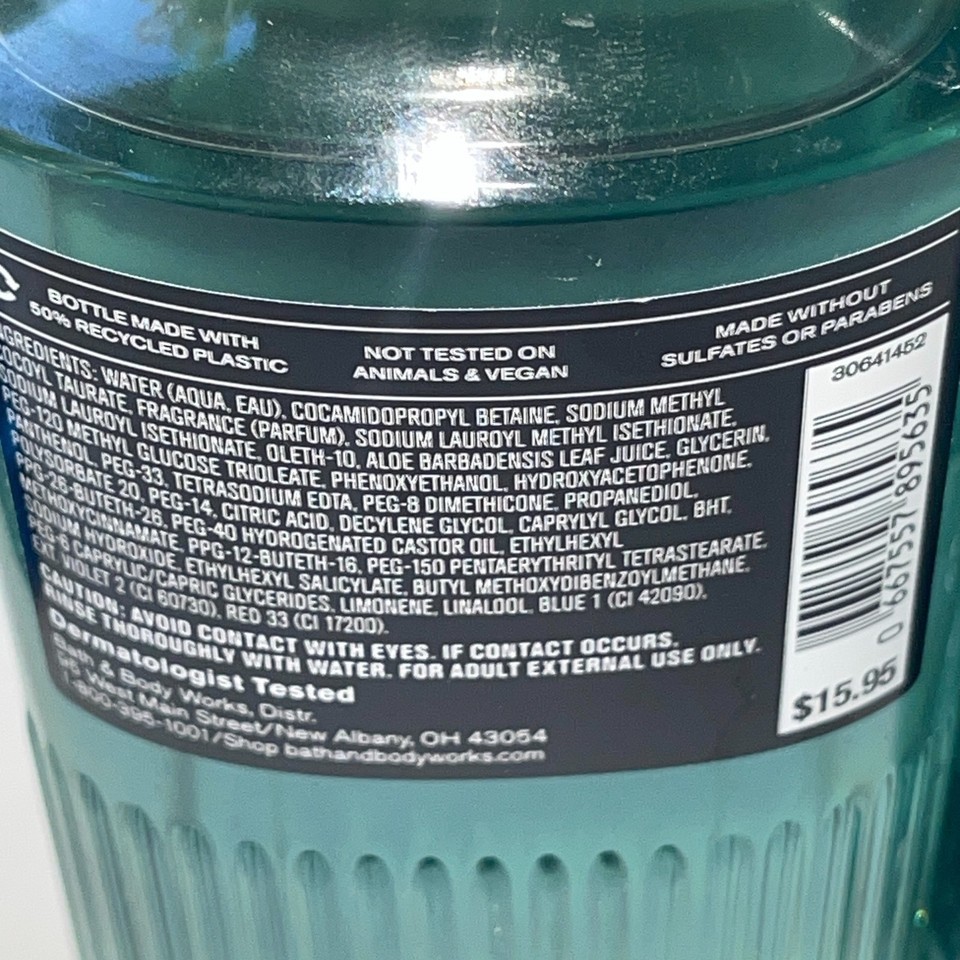 BOTTLE MADE WITH
50% RECYCLED PLASTIC
NOT TESTED ON
ANIMALS & VEGAN
MADE WITHOUT
SULFATES OR PARABENS
NGREDIENTS: WATER (AQUA, EAU), COCAMIDOPROPYL BETAINE, SODIUM METHYL
COCOYL TAURATE, FRAGRANCE (PARFUM), SODIUM LAUROYL METHYL ISETHIONATE,
SODIUM LAUROYL ISETHIONATE, OLETH-10, ALOE BARBADENSIS LEAF JUICE, GLYCERIN,
PEG-120 METHYL GLUCOSE TRIOLEATE, PHENOXYETHANOL, HYDROXYACETOPHENONE,
PANTHENOL, PEG-33, TETRASODIUM EDTA, PEG-8 DIMETHICONE, PROPANEDIOL,
POLYSORBATE 20, PEG-14, CITRIC ACID, DECYLENE GLYCOL, CAPRYLYL GLYCOL, BHT,
PPG-26-BUTETH-26, PEG-40 HYDROGENATED CASTOR OIL, ETHYLHEXYL
METHOXYCINNAMATE, PPG-12-BUTETH-16, PEG-150 PENTAERYTHRITYL TETRASTEARATE,
SODIUM HYDROXIDE, ETHYLHEXYL SALICYLATE, BUTYL METHOXYDIBENZOYLMETHANE,
PEG-6 CAPRYLIC/CAPRIC GLYCERIDES, LIMONENE, LINALOOL, BLUE 1 (CI 42090),
EXT. VIOLET 2 (CI 60730), RED 33 (CI 17200).
CAUTION: AVOID CONTACT WITH EYES. IF CONTACT OCCURS,
RINSE THOROUGHLY WITH WATER. FOR ADULT EXTERNAL USE ONLY.
Dermatologist Tested
Bath & Body Works, Distr.
95 West Main Street/New Albany, OH 43054
1-800-395-1001/Shop bathandbodyworks.com
30641452
0 667557 895635
$15.95